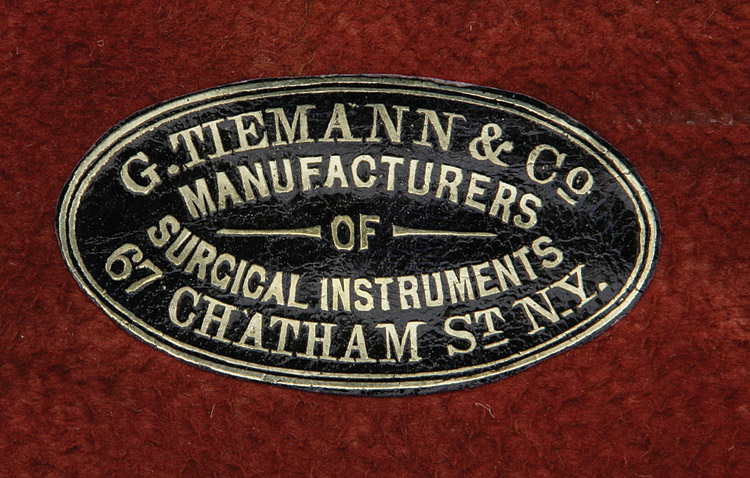 G. TIEMANN & Co
MANUFACTURERS
OF
SURGICAL INSTRUMENTS
67 CHATHAM ST N.Y.